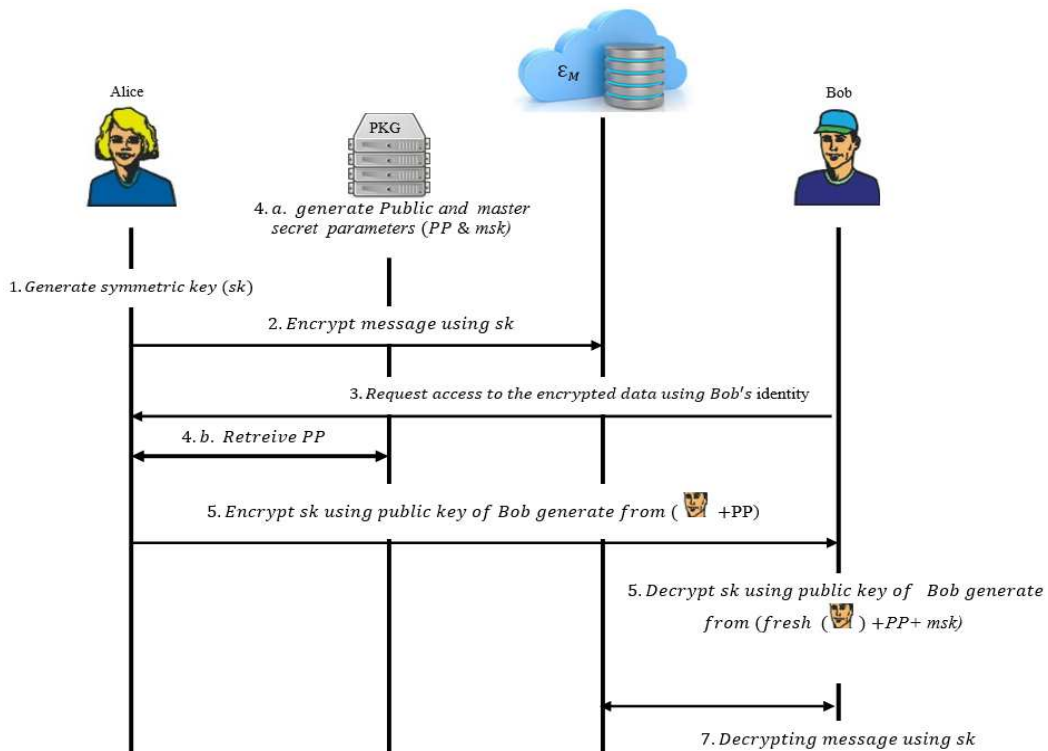 Ɛ_M
Alice
Bob
PKG
4. a. generate Public and master
secret parameters (PP & msk)
1. Generate symmetric key (sk)
2. Encrypt message using sk
3. Request access to the encrypted data using Bob's identity
4. b. Retreive PP
5. Encrypt sk using public key of Bob generate from ( +PP)
5. Decrypt sk using public key of Bob generate
from (fresh ( ) +PP+ msk)
7. Decrypting message using sk